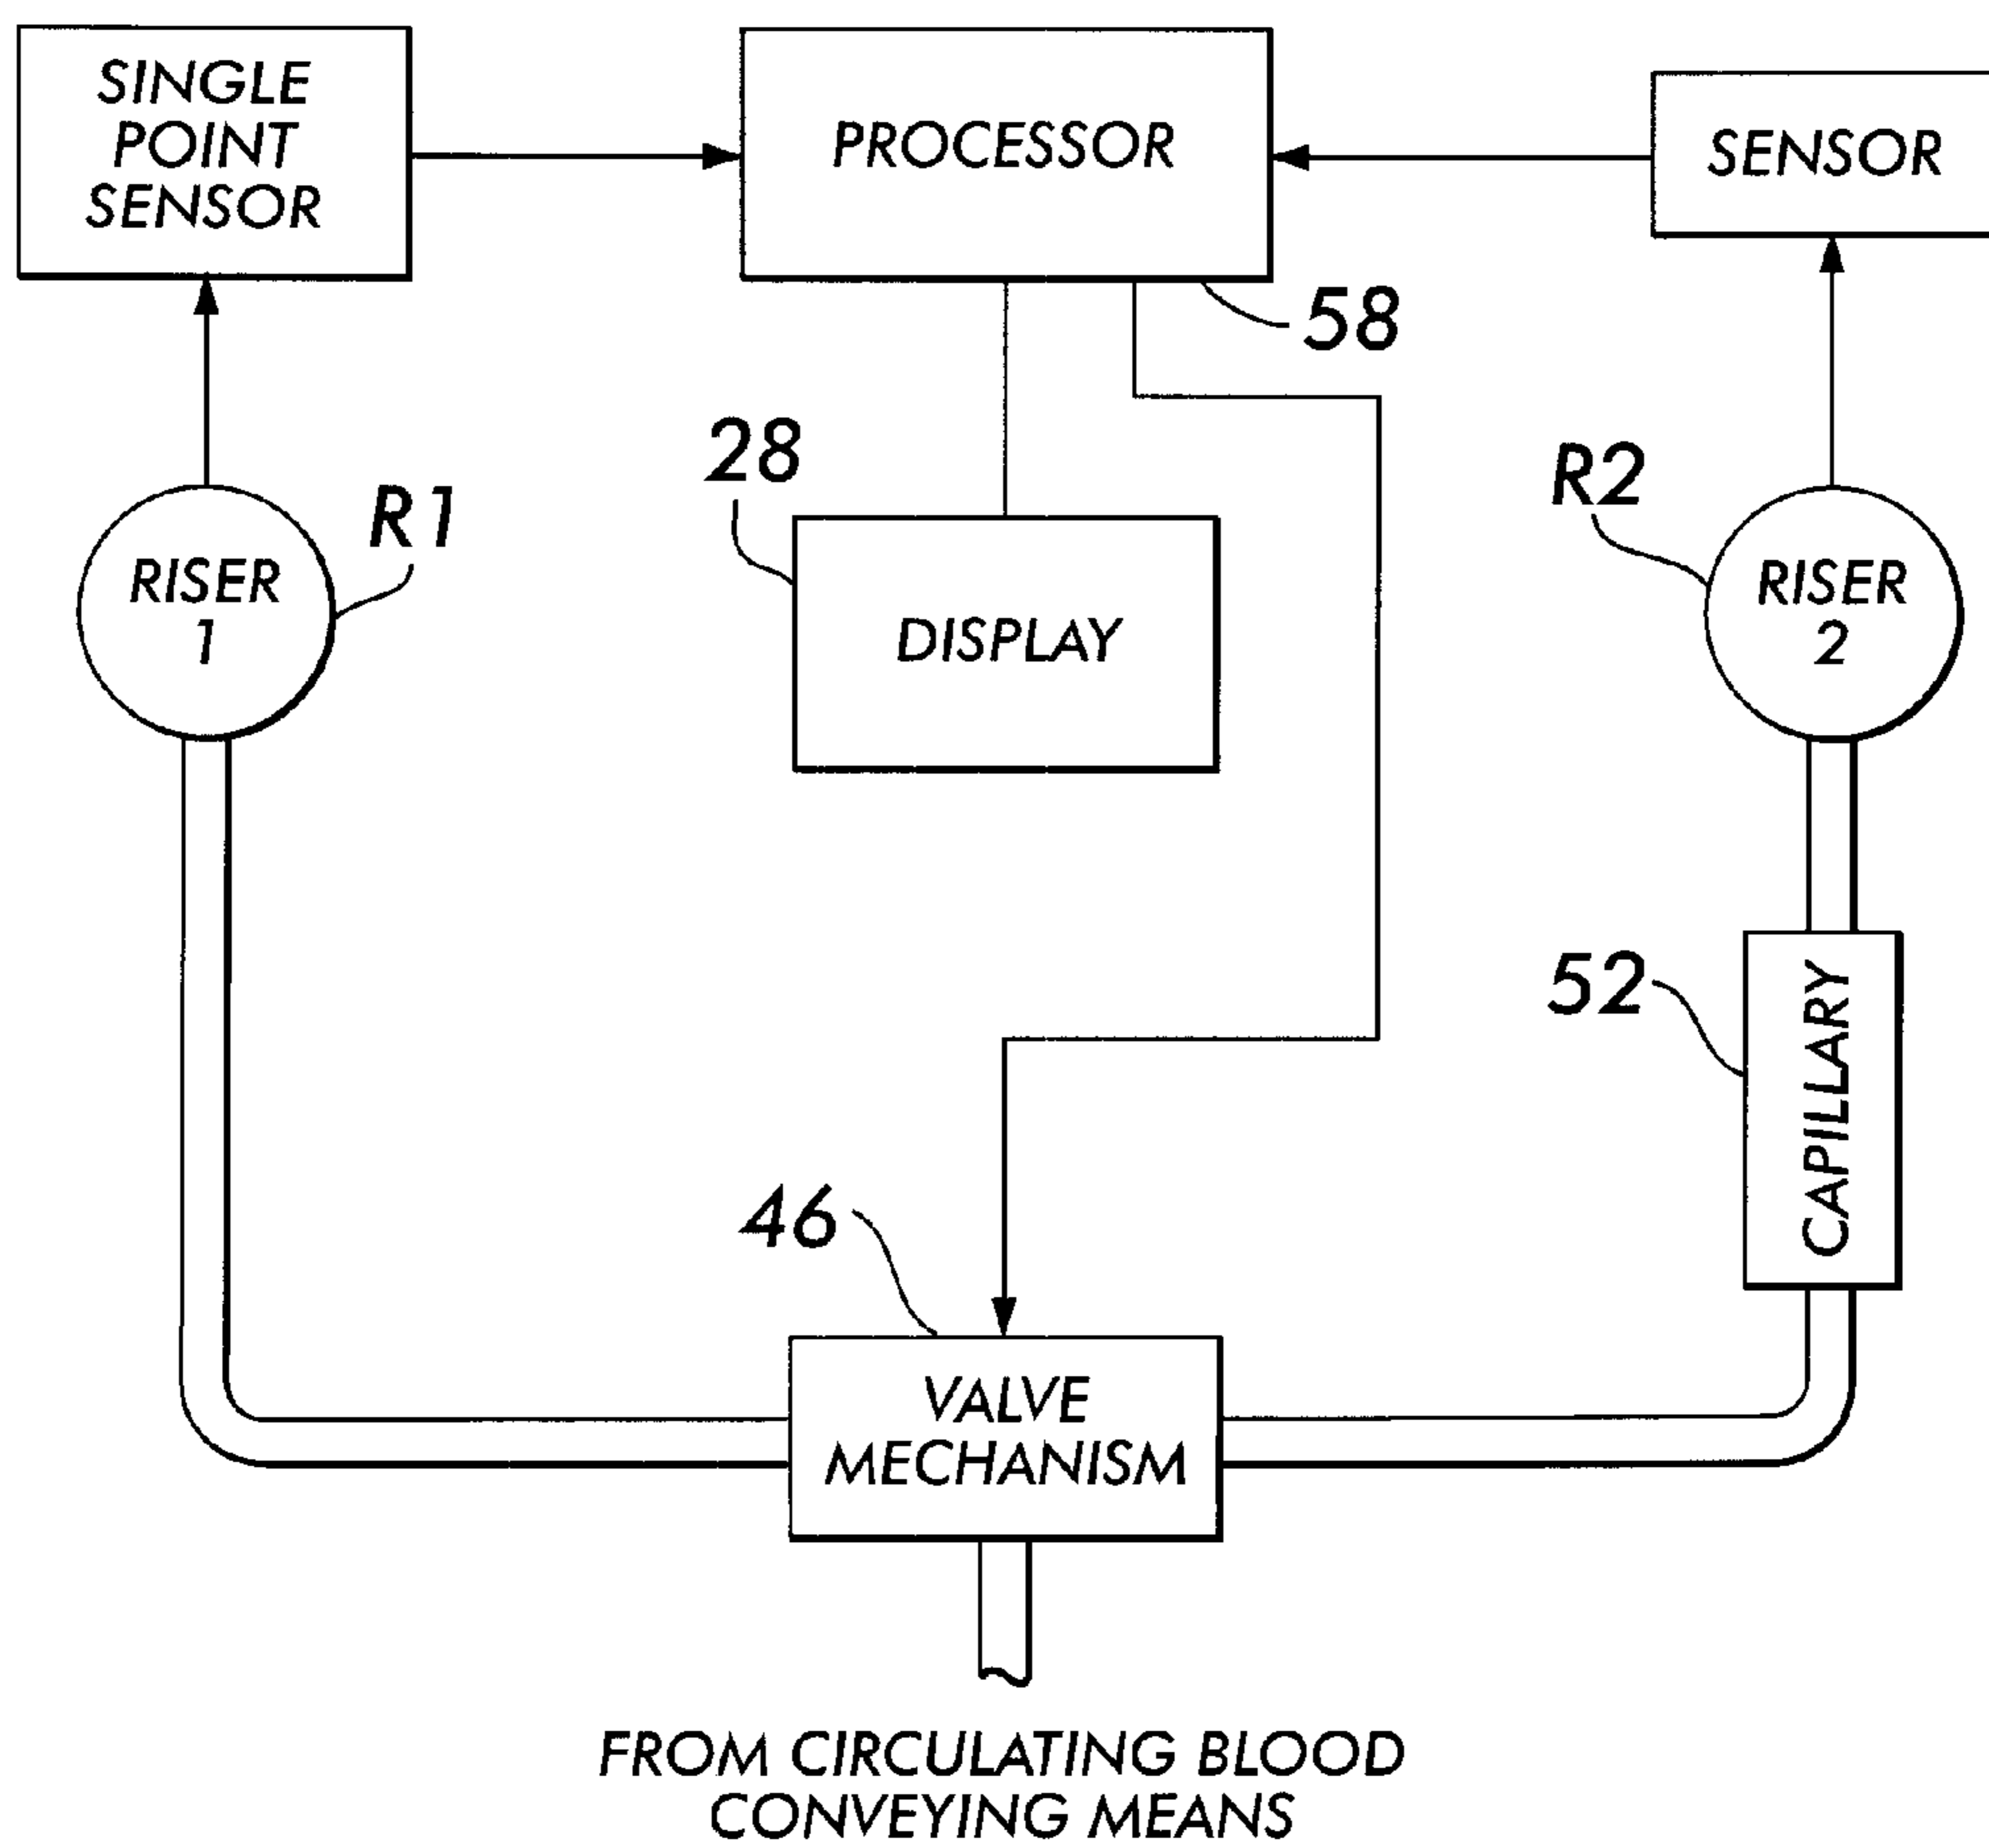 SINGLE
POINT
SENSOR
PROCESSOR
SENSOR
58
28
R1
R2
RISER
1
DISPLAY
RISER
2
52
CAPILLARY
46
VALVE
MECHANISM
FROM CIRCULATING BLOOD
CONVEYING MEANS